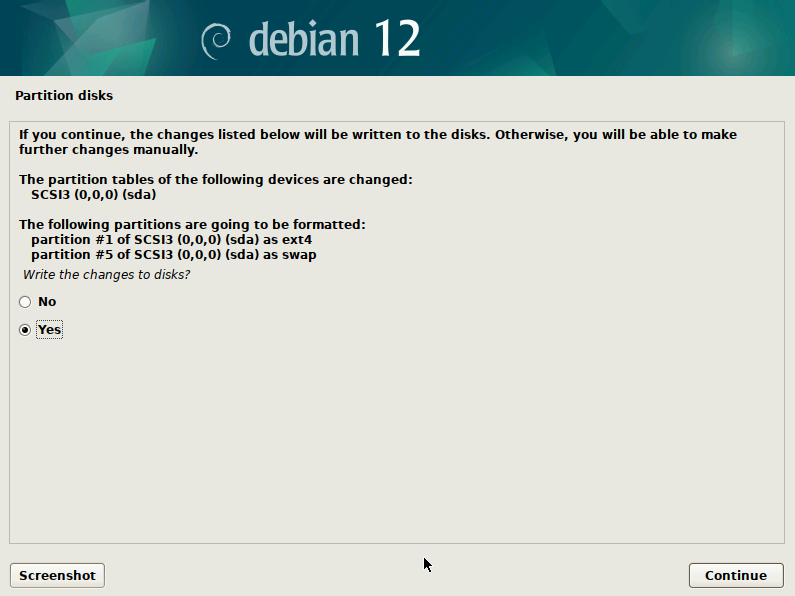 debian 12
Partition disks
If you continue, the changes listed below will be written to the disks. Otherwise, you will be able to make
further changes manually.
The partition tables of the following devices are changed:
SCSI3 (0,0,0) (sda)
The following partitions are going to be formatted:
partition #1 of SCSI3 (0,0,0) (sda) as ext4
partition #5 of SCSI3 (0,0,0) (sda) as swap
Write the changes to disks?
No
Yes
Screenshot
Continue